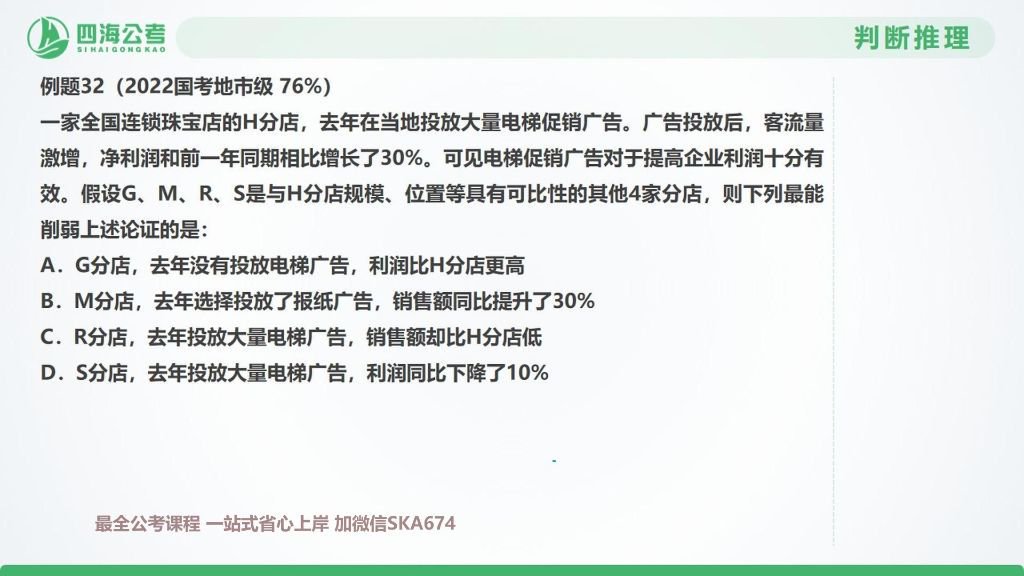 四海公考
SIHAIGONGKAO
判断推理
例题32（2022国考地市级 76%）
一家全国连锁珠宝店的H分店，去年在当地投放大量电梯促销广告。广告投放后，客流量
激增，净利润和前一年同期相比增长了30%。可见电梯促销广告对于提高企业利润十分有
效。假设G、M、R、S是与H分店规模、位置等具有可比性的其他4家分店，则下列最能
削弱上述论证的是：
A．G分店，去年没有投放电梯广告，利润比H分店更高
B．M分店，去年选择投放了报纸广告，销售额同比提升了30%
C．R分店，去年投放大量电梯广告，销售额却比H分店低
D．S分店，去年投放大量电梯广告，利润同比下降了10%
最全公考课程 一站式省心上岸 加微信SKA674